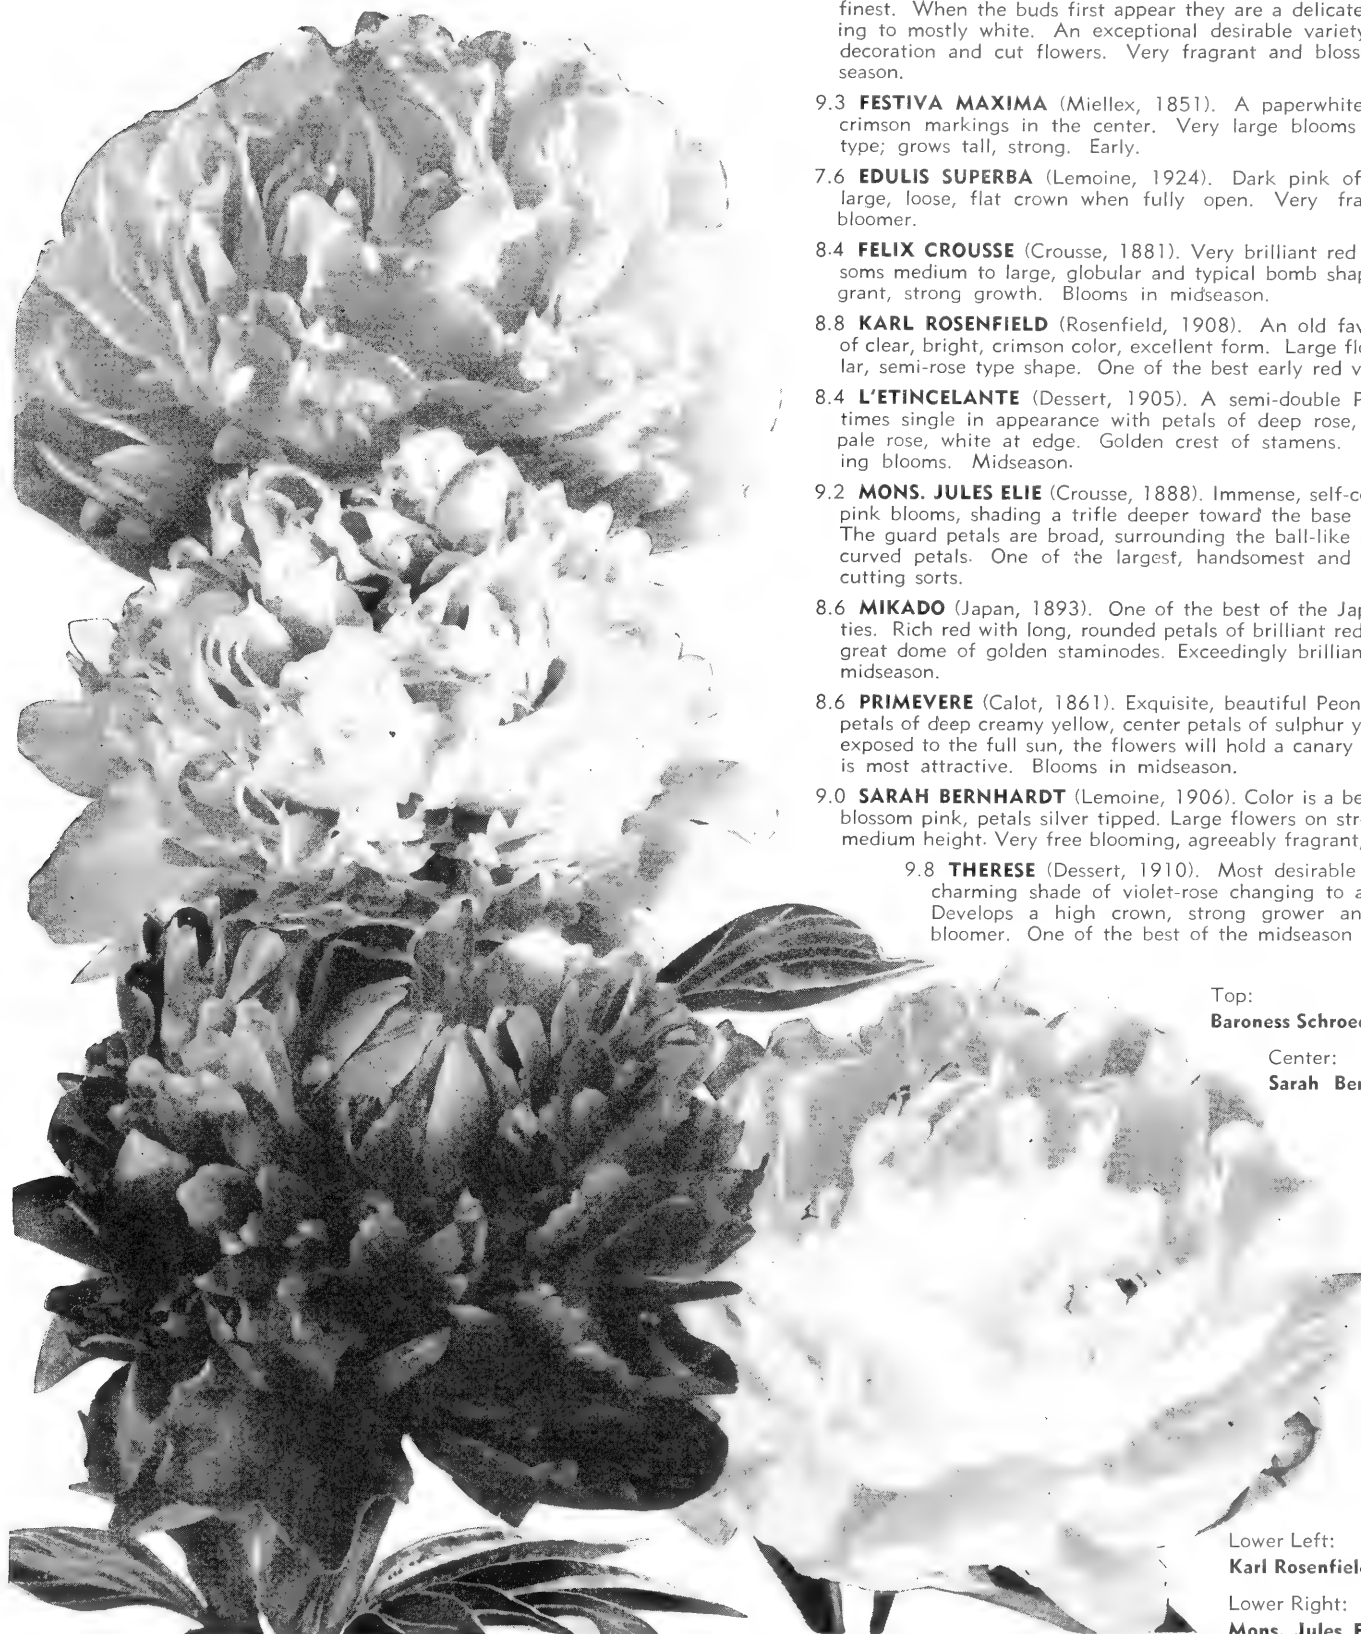 finest. When the buds first appear they are a delicate
ing to mostly white. An exceptional desirable variety
decoration and cut flowers. Very fragrant and bloss
season.
9.3 FESTIVA MAXIMA (Miellex, 1851). A paperwhite
crimson markings in the center. Very large blooms
type; grows tall, strong. Early.
7.6 EDULIS SUPERBA (Lemoine, 1924). Dark pink of
large, loose, flat crown when fully open. Very fra
bloomer.
8.4 FELIX CROUSSE (Crousse, 1881). Very brilliant red
soms medium to large, globular and typical bomb shap
grant, strong growth. Blooms in midseason.
8.8 KARL ROSENFIELD (Rosenfield, 1908). An old fav
of clear, bright, crimson color, excellent form. Large flo
lar, semi-rose type shape. One of the best early red v
8.4 L'ETINCELANTE (Dessert, 1905). A semi-double P
times single in appearance with petals of deep rose,
pale rose, white at edge. Golden crest of stamens.
ing blooms. Midseason.
9.2 MONS. JULES ELIE (Crousse, 1888). Immense, self-co
pink blooms, shading a trifle deeper toward the base
The guard petals are broad, surrounding the ball-like
curved petals. One of the largest, handsomest and
cutting sorts.
8.6 MIKADO (Japan, 1893). One of the best of the Jap
ties. Rich red with long, rounded petals of brilliant red
great dome of golden staminodes. Exceedingly brillian
midseason.
8.6 PRIMEVERE (Calot, 1861). Exquisite, beautiful Peon
petals of deep creamy yellow, center petals of sulphur y
exposed to the full sun, the flowers will hold a canary
is most attractive. Blooms in midseason.
9.0 SARAH BERNHARDT (Lemoine, 1906). Color is a be
blossom pink, petals silver tipped. Large flowers on str
medium height. Very free blooming, agreeably fragrant,
9.8 THERESE (Dessert, 1910). Most desirable
charming shade of violet-rose changing to a
Develops a high crown, strong grower an
bloomer. One of the best of the midseason
Top:
Baroness Schroed
Center:
Sarah Ber
Lower Left:
Karl Rosenfiel
Lower Right:
Mons. Jules E